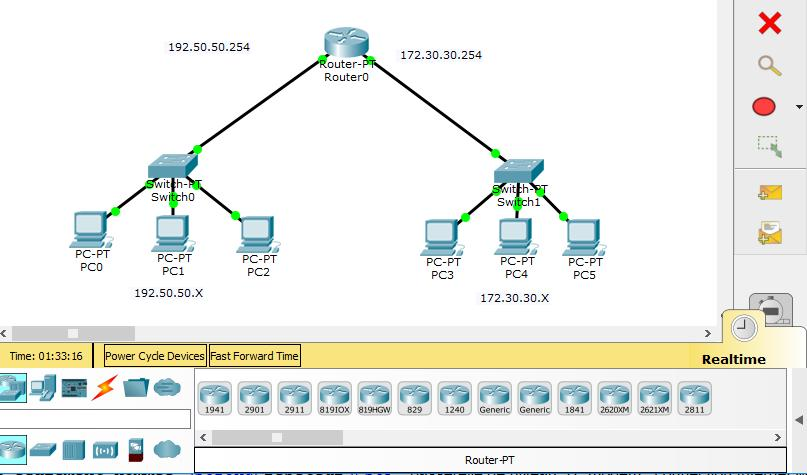 192.50.50.254
172.30.30.254
Router-PT
Router0
Switch-PT
Switch0
Switch-PT
Switch1
PC-PT
PC0
PC-PT
PC1
PC-PT
PC2
PC-PT
PC3
PC-PT
PC4
PC-PT
PC5
192.50.50.X
172.30.30.X
Time: 01:33:16
Power Cycle Devices
Fast Forward Time
Realtime
1941
2901
2911
819IOX
819HGW
829
1240
Generic
Generic
1841
2620XM
2621XM
2811
Router-PT